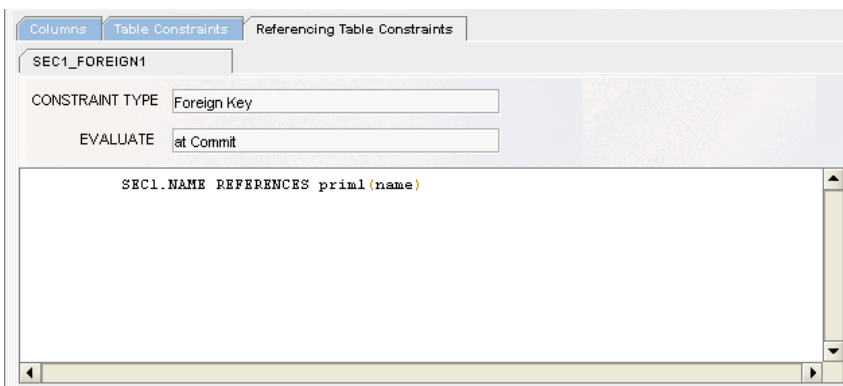 Columns Table Constraints Referencing Table Constraints
SEC1_FOREIGN1
CONSTRAINT TYPE Foreign Key
EVALUATE at Commit
SEC1.NAME REFERENCES prim1(name)